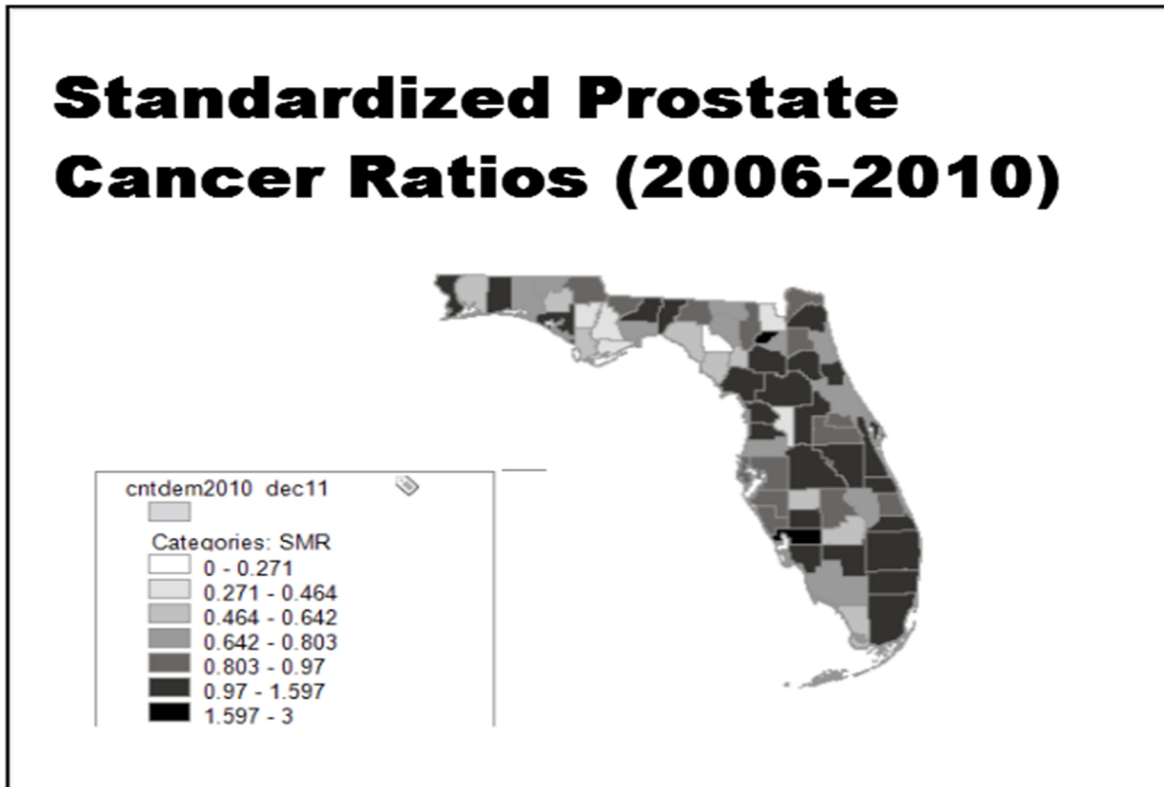 Standardized Prostate
Cancer Ratios (2006-2010)
cntdem2010 dec11
Categories: SMR
0 - 0.271
0.271 - 0.464
0.464 - 0.642
0.642 - 0.803
0.803 - 0.97
0.97 - 1.597
1.597 - 3